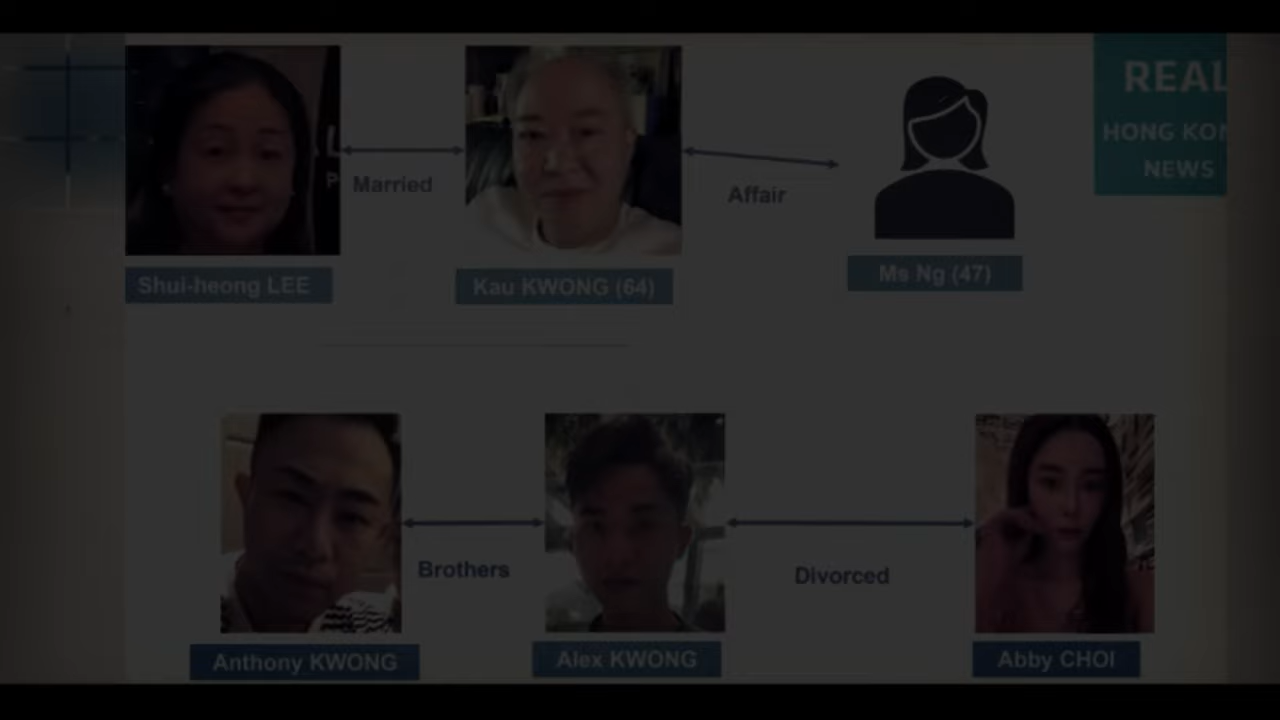 REAL
HONG KON
NEWS
Married
Affair
Shui-heong LEE
Kau KWONG (64)
Ms Ng (47)
Brothers
Divorced
Anthony KWONG
Alex KWONG
Abby CHOI